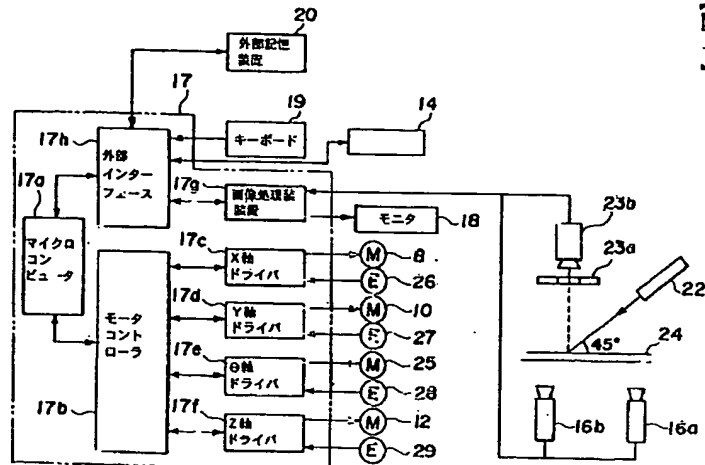 20
外部記憶
装置
17
19
キーボード
14
17h
外部
インター
フェース
17a
17g
画像処理装
装置
モニタ
18
マイクロ
コン
ピュータ
17c
X軸
ドライバ
M
8
E
26
17d
Y軸
ドライバ
M
10
E
27
モータ
コント
ローラ
17e
θ軸
ドライバ
M
25
E
28
17b
17f
Z軸
ドライバ
M
12
E
29
23b
23a
22
45°
24
16b
16a